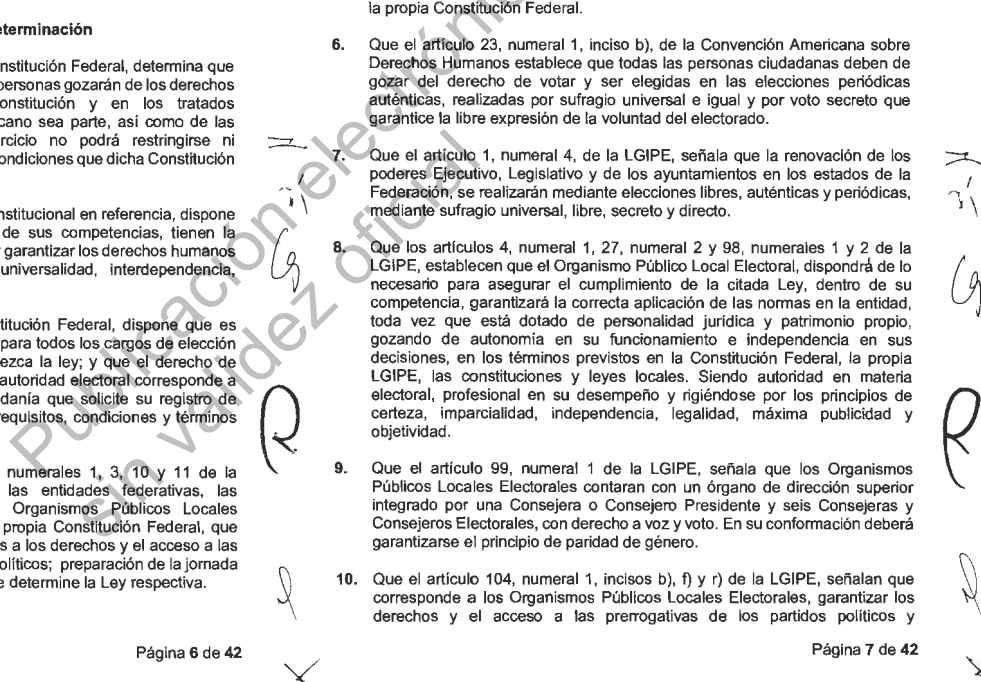 eterminación
nstitución Federal, determina que
personas gozarán de los derechos
onstitución y en los tratados
cano sea parte, así como de las
ercicio no podrá restringirse ni
ondiciones que dicha Constitución
nstitucional en referencia, dispone
de sus competencias, tienen la
garantizar los derechos humanos
universalidad, interdependencia,
titución Federal, dispone que es
para todos los cargos de elección
ezca la ley; y que el derecho de
autoridad electoral corresponde a
danía que solicite su registro de
equisitos, condiciones y términos
numerales 1, 3, 10 y 11 de la
las entidades federativas, las
Organismos Públicos Locales
propia Constitución Federal, que
s a los derechos y el acceso a las
olíticos; preparación de la jornada
e determine la Ley respectiva.
Página 6 de 42
la propia Constitución Federal.
6. Que el artículo 23, numeral 1, inciso b), de la Convención Americana sobre
Derechos Humanos establece que todas las personas ciudadanas deben de
gozar del derecho de votar y ser elegidas en las elecciones periódicas
auténticas, realizadas por sufragio universal e igual y por voto secreto que
garantice la libre expresión de la voluntad del electorado.
7. Que el artículo 1, numeral 4, de la LGIPE, señala que la renovación de los
poderes Ejecutivo, Legislativo y de los ayuntamientos en los estados de la
Federación, se realizarán mediante elecciones libres, auténticas y periódicas,
mediante sufragio universal, libre, secreto y directo.
8. Que los artículos 4, numeral 1, 27, numeral 2 y 98, numerales 1 y 2 de la
LGIPE, establecen que el Organismo Público Local Electoral, dispondrá de lo
necesario para asegurar el cumplimiento de la citada Ley, dentro de su
competencia, garantizará la correcta aplicación de las normas en la entidad,
toda vez que está dotado de personalidad jurídica y patrimonio propio,
gozando de autonomía en su funcionamiento e independencia en sus
decisiones, en los términos previstos en la Constitución Federal, la propia
LGIPE, las constituciones y leyes locales. Siendo autoridad en materia
electoral, profesional en su desempeño y rigiéndose por los principios de
certeza, imparcialidad, independencia, legalidad, máxima publicidad y
objetividad.
9. Que el artículo 99, numeral 1 de la LGIPE, señala que los Organismos
Públicos Locales Electorales contaran con un órgano de dirección superior
integrado por una Consejera o Consejero Presidente y seis Consejeras y
Consejeros Electorales, con derecho a voz y voto. En su conformación deberá
garantizarse el principio de paridad de género.
10. Que el artículo 104, numeral 1, incisos b), f) y r) de la LGIPE, señalan que
corresponde a los Organismos Públicos Locales Electorales, garantizar los
derechos y el acceso a las prerrogativas de los partidos políticos y
Página 7 de 42
Publicación electrónica
sin validez oficial